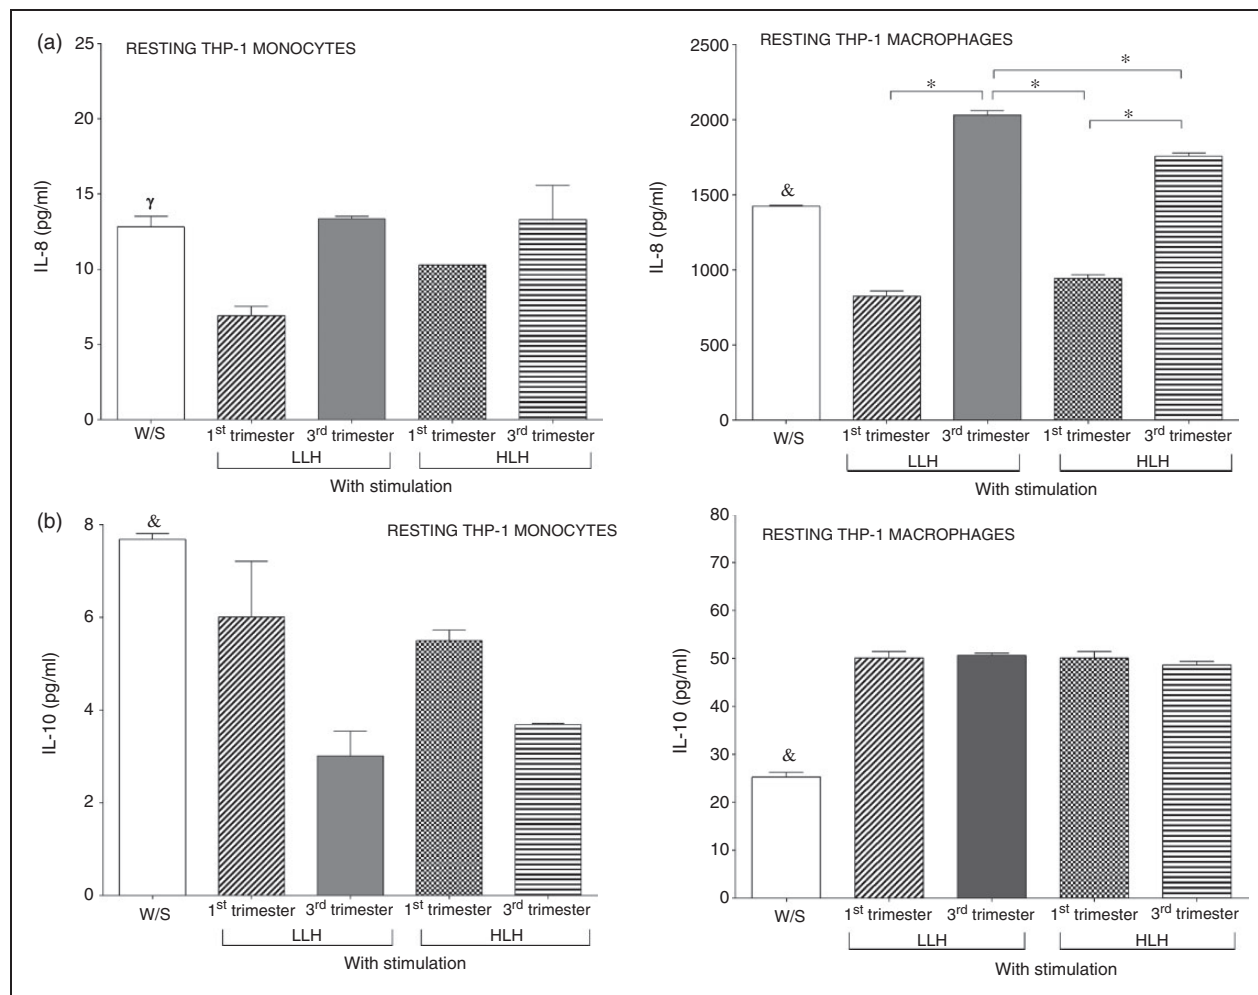 (a)
RESTING THP-1 MONOCYTES
IL-8 (pg/ml)
25
20
15
10
5
0
γ
W/S
1st trimester
3rd trimester
1st trimester
3rd trimester
LLH
HLH
With stimulation
RESTING THP-1 MACROPHAGES
IL-8 (pg/ml)
2500
2000
1500
1000
500
0
&
*
*
*
*
W/S
1st trimester
3rd trimester
1st trimester
3rd trimester
LLH
HLH
With stimulation
(b)
RESTING THP-1 MONOCYTES
IL-10 (pg/ml)
8
6
4
2
0
&
W/S
1st trimester
3rd trimester
1st trimester
3rd trimester
LLH
HLH
With stimulation
RESTING THP-1 MACROPHAGES
IL-10 (pg/ml)
80
70
60
50
40
30
20
10
0
&
W/S
1st trimester
3rd trimester
1st trimester
3rd trimester
LLH
HLH
With stimulation